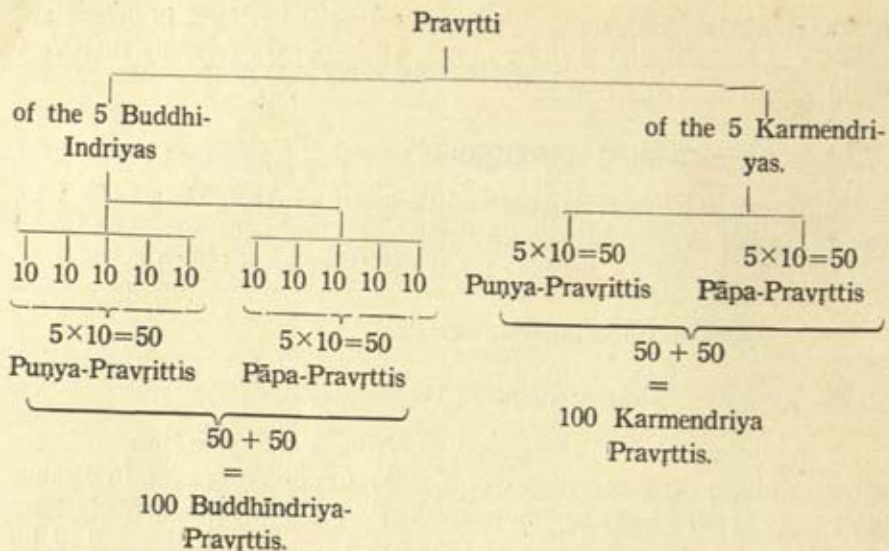 Pravṛtti
of the 5 Buddhi-
Indriyas
of the 5 Karmendri-
yas.
10 10 10 10 10
10 10 10 10 10
5×10=50
Puṇya-Pravṛittis
5×10=50
Pāpa-Pravṛttis
50 + 50
=
100 Buddhīndriya-
Pravṛttis.
5×10=50
Puṇya-Pravṛittis
5×10=50
Pāpa-Pravṛttis
50 + 50
=
100 Karmendriya
Pravṛttis.